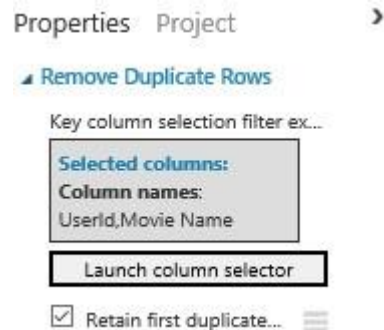 Properties Project
Remove Duplicate Rows
Key column selection filter ex...
Selected columns:
Column names:
UserId,Movie Name
Launch column selector
Retain first duplicate...